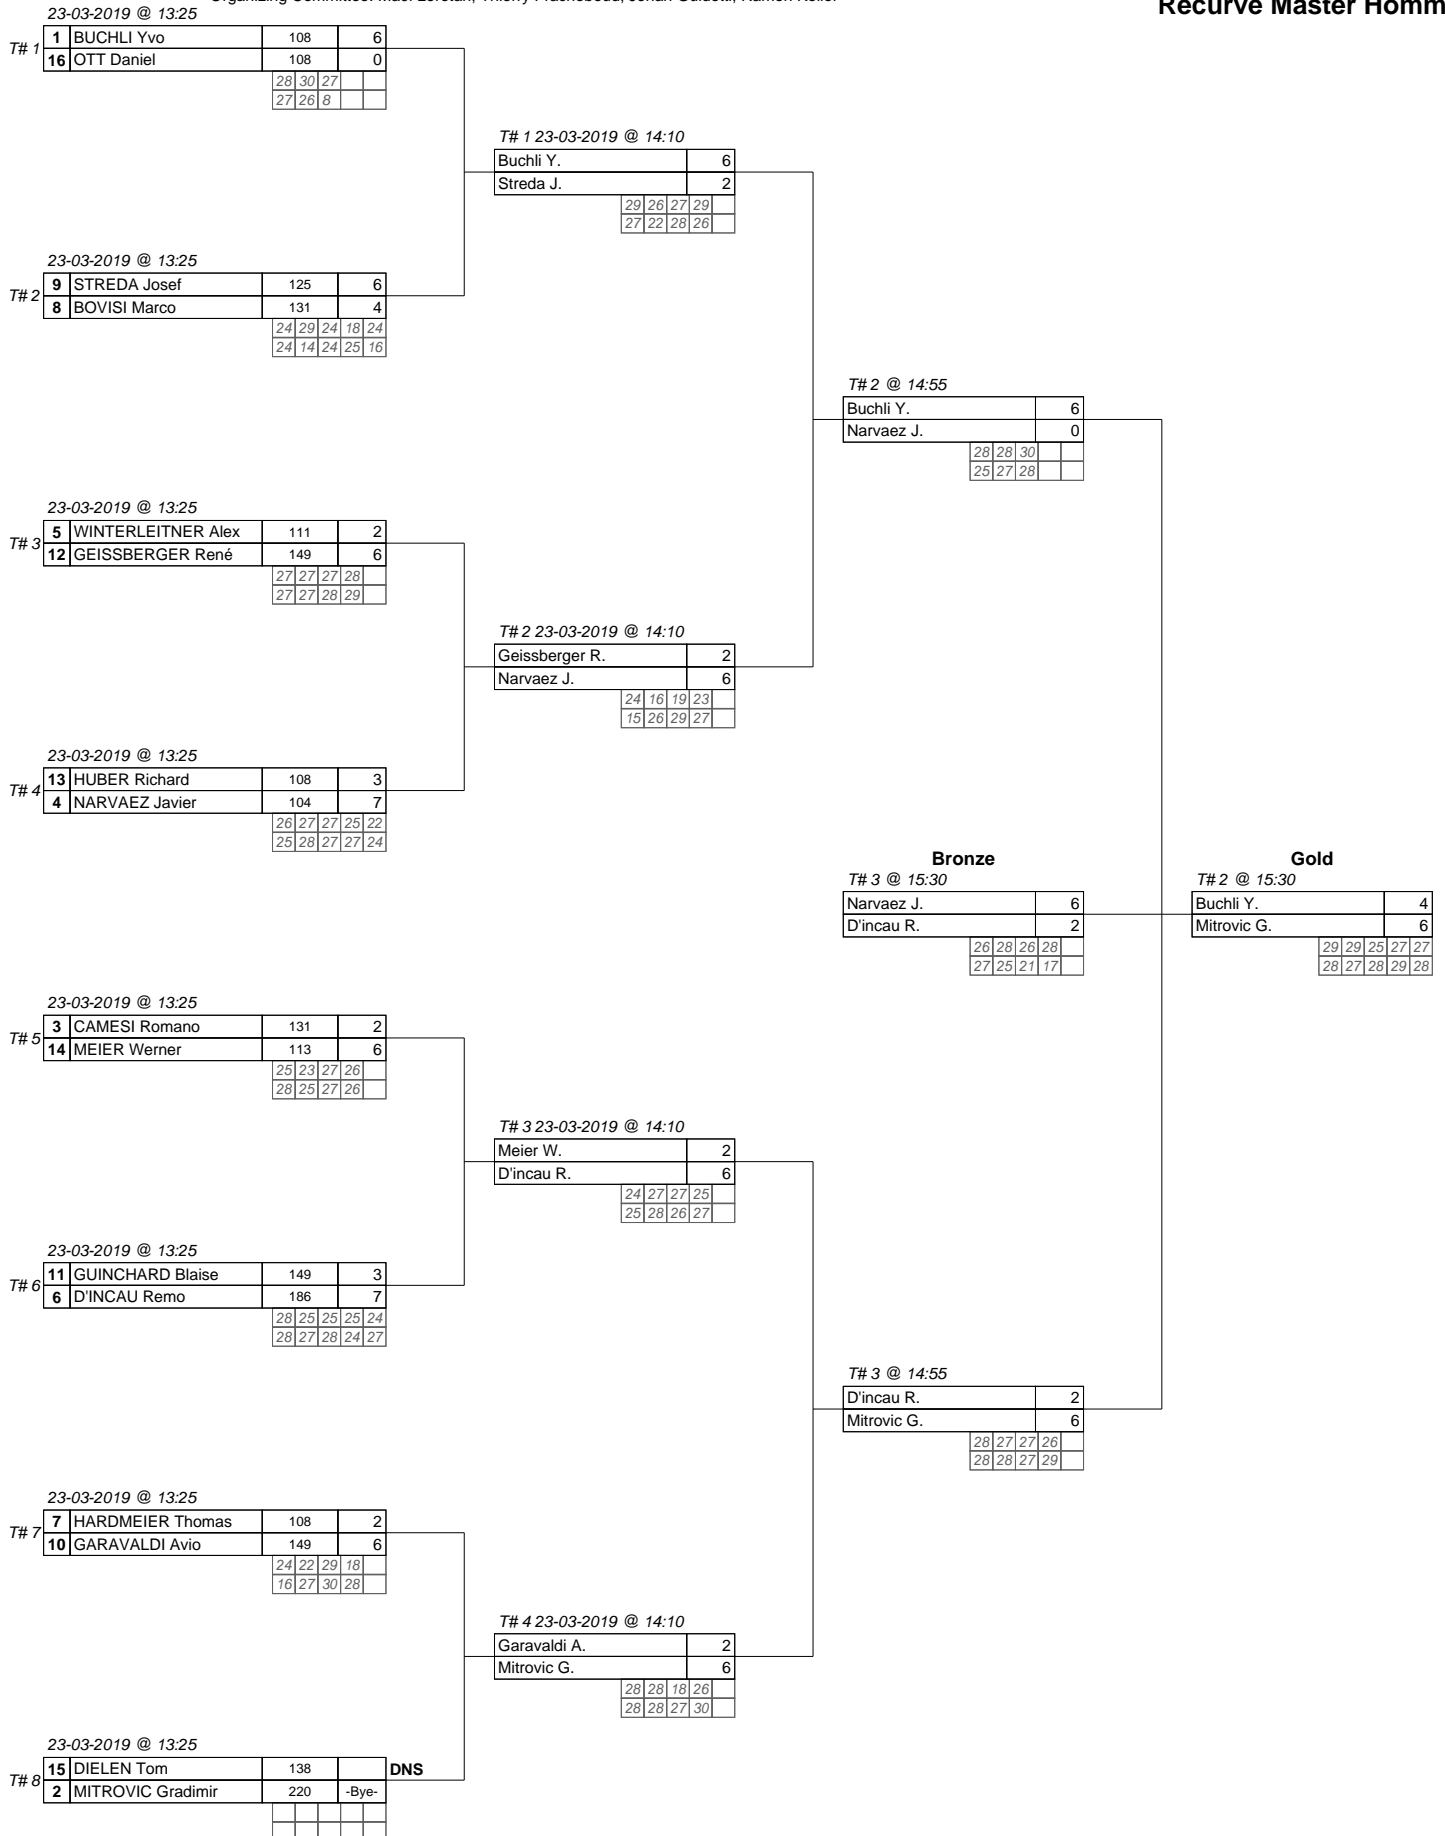 Recurve Master Homm
23-03-2019 @ 13:25
T# 1
1 BUCHLI Yvo 108 6
16 OTT Daniel 108 0
28 30 27
27 26 8
T# 1 23-03-2019 @ 14:10
Buchli Y. 6
Streda J. 2
29 26 27 29
27 22 28 26
23-03-2019 @ 13:25
T# 2
9 STREDA Josef 125 6
8 BOVISI Marco 131 4
24 29 24 18 24
24 14 24 25 16
T# 2 @ 14:55
Buchli Y. 6
Narvaez J. 0
28 28 30
25 27 28
23-03-2019 @ 13:25
T# 3
5 WINTERLEITNER Alex 111 2
12 GEISSBERGER René 149 6
27 27 27 28
27 27 28 29
T# 2 23-03-2019 @ 14:10
Geissberger R. 2
Narvaez J. 6
24 16 19 23
15 26 29 27
23-03-2019 @ 13:25
T# 4
13 HUBER Richard 108 3
4 NARVAEZ Javier 104 7
26 27 27 25 22
25 28 27 27 24
Bronze
T# 3 @ 15:30
Narvaez J. 6
D'incau R. 2
26 28 26 28
27 25 21 17
Gold
T# 2 @ 15:30
Buchli Y. 4
Mitrovic G. 6
29 29 25 27 27
28 27 28 29 28
23-03-2019 @ 13:25
T# 5
3 CAMESI Romano 131 2
14 MEIER Werner 113 6
25 23 27 26
28 25 27 26
T# 3 23-03-2019 @ 14:10
Meier W. 2
D'incau R. 6
24 27 27 25
25 28 26 27
23-03-2019 @ 13:25
T# 6
11 GUINCHARD Blaise 149 3
6 D'INCAU Remo 186 7
28 25 25 25 24
28 27 28 24 27
T# 3 @ 14:55
D'incau R. 2
Mitrovic G. 6
28 27 27 26
28 28 27 29
23-03-2019 @ 13:25
T# 7
7 HARDMEIER Thomas 108 2
10 GARAVALDI Avio 149 6
24 22 29 18
16 27 30 28
T# 4 23-03-2019 @ 14:10
Garavaldi A. 2
Mitrovic G. 6
28 28 18 26
28 28 27 30
23-03-2019 @ 13:25
T# 8
15 DIELEN Tom 138 DNS
2 MITROVIC Gradimir 220 -Bye-